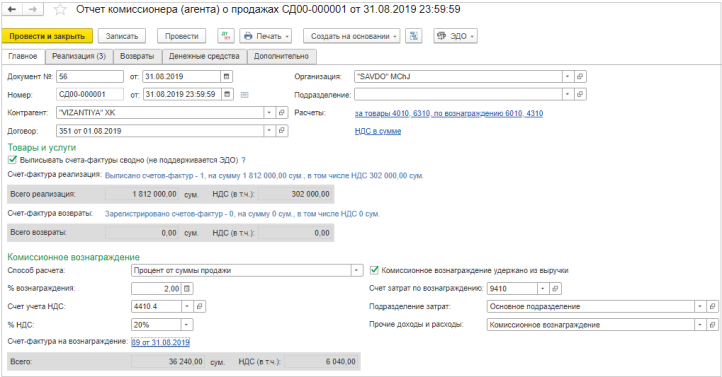 Отчет комиссионера (агента) о продажах СД00-000001 от 31.08.2019 23:59:59
Провести и закрыть Записать Провести Печать Создать на основании ЭДО
Главное Реализация (3) Возвраты Денежные средства Дополнительно
Документ №: 56 от: 31.08.2019 Организация: "SAVDO" MChJ
Номер: СД00-000001 от: 31.08.2019 23:59:59 Подразделение:
Контрагент: "VIZANTIYA" XK Расчеты: за товары 4010, 6310, по вознаграждению 6010, 4310
Договор: 351 от 01.08.2019 НДС в сумме
Товары и услуги
Выписывать счета-фактуры сводно (не поддерживается ЭДО) ?
Счет-фактура реализация: Выписано счетов-фактур - 1, на сумму 1 812 000,00 сум., в том числе НДС 302 000,00 сум.
Всего реализация: 1 812 000,00 сум. НДС (в т.ч.): 302 000,00
Счет-фактура возвраты: Зарегистрировано счетов-фактур - 0, на сумму 0 сум., в том числе НДС 0 сум.
Всего возвраты: 0,00 сум. НДС (в т.ч.): 0,00
Комиссионное вознаграждение
Способ расчета: Процент от суммы продажи Комиссионное вознаграждение удержано из выручки
% вознаграждения: 2,00 Счет затрат по вознаграждению: 9410
Счет учета НДС: 4410.4 Подразделение затрат: Основное подразделение
% НДС: 20% Прочие доходы и расходы: Комиссионное вознаграждение
Счет-фактура на вознаграждение: 89 от 31.08.2019
Всего: 36 240,00 сум. НДС (в т.ч.): 6 040,00